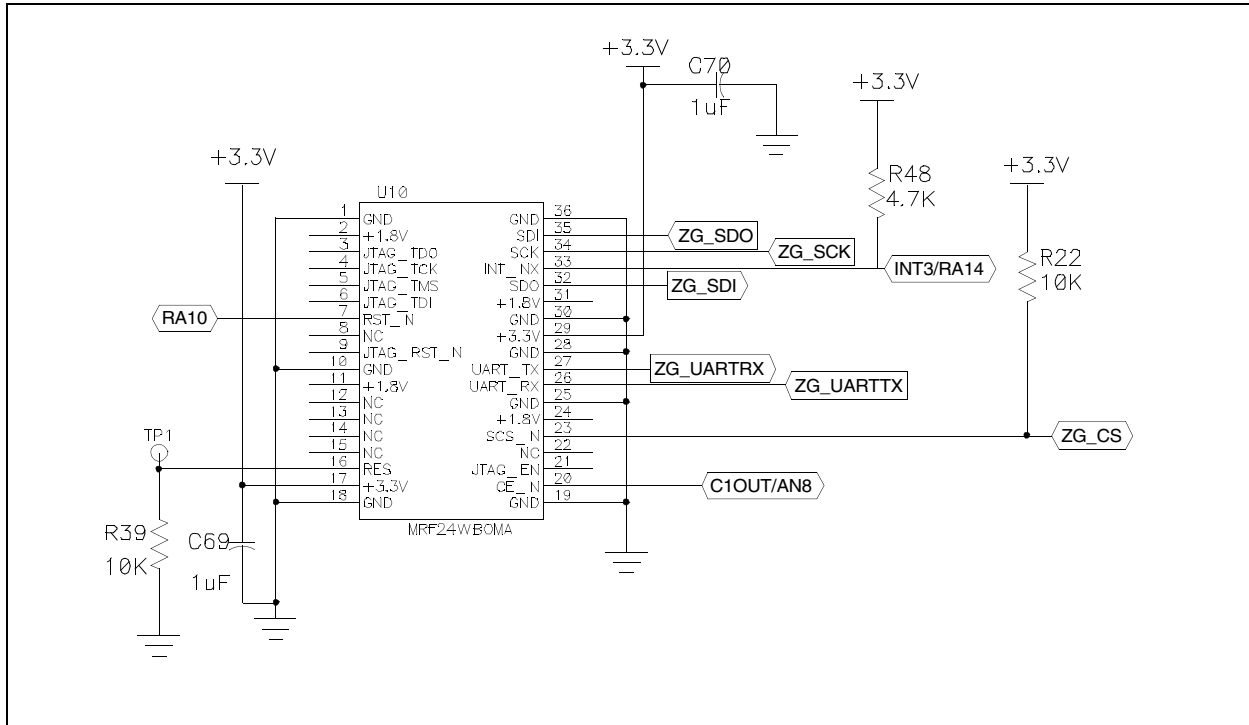 +3.3V
C70
1uF
+3.3V
+3.3V
+3.3V
R48
4.7K
R22
10K
U10
1 GND
2 +1.8V
3 JTAG_TDO
4 JTAG_TCK
5 JTAG_TMS
6 JTAG_TDI
7 RST_N
8 NC
9 JTAG_RST_N
10 GND
11 +1.8V
12 NC
13 NC
14 NC
15 NC
16 RES
17 +3.3V
18 GND
GND 36
SDI 35
SCK 34
INT_NX 33
SDO 32
+1.8V 31
GND 30
+3.3V 29
GND 28
UART_TX 27
UART_RX 26
GND 25
+1.8V 24
SCS_N 23
NC 22
JTAG_EN 21
CE_N 20
GND 19
MRF24WB0MA
ZG_SDO
ZG_SCK
INT3/RA14
ZG_SDI
RA10
ZG_UARTRX
ZG_UARTTX
ZG_CS
C1OUT/AN8
TP1
R39
10K
C69
1uF